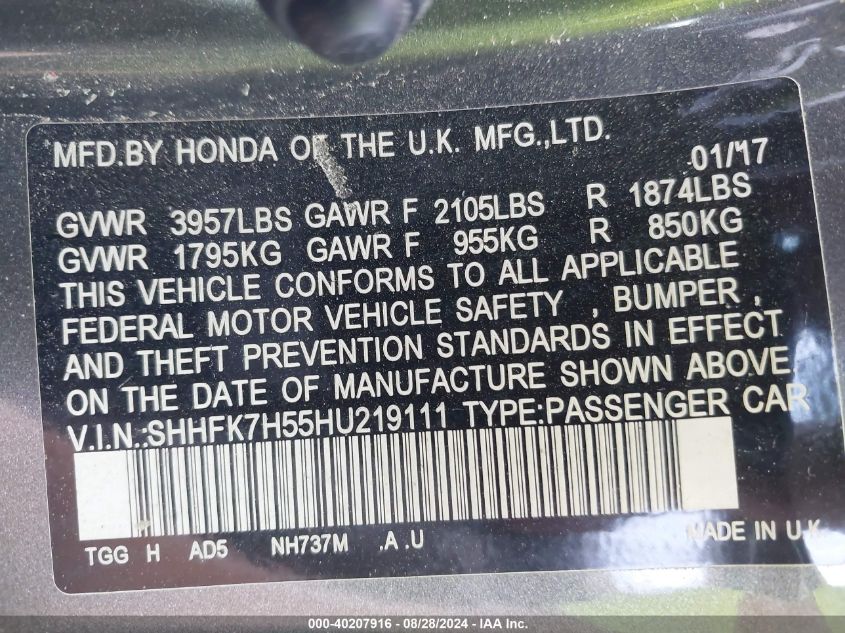 MFD.BY HONDA OF THE U.K. MFG.,LTD.
01/17
GVWR 3957LBS GAWR F 2105LBS R 1874LBS
GVWR 1795KG GAWR F 955KG R 850KG
THIS VEHICLE CONFORMS TO ALL APPLICABLE
FEDERAL MOTOR VEHICLE SAFETY , BUMPER ,
AND THEFT PREVENTION STANDARDS IN EFFECT
ON THE DATE OF MANUFACTURE SHOWN ABOVE.
V.I.N.:SHHFK7H55HU219111 TYPE:PASSENGER CAR
TGG H AD5 NH737M .A .U MADE IN U.K.
000-40207916 | 08/28/2024 - IAA Inc.